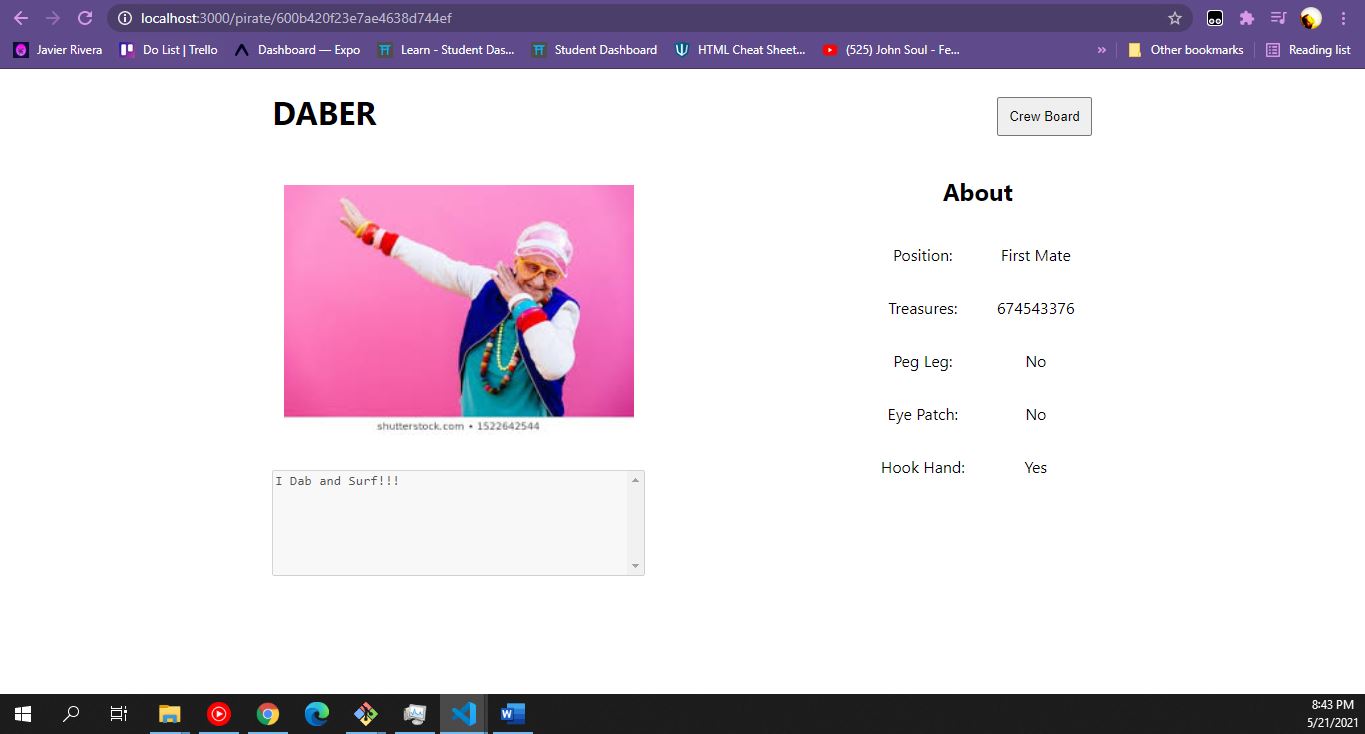 localhost:3000/pirate/600b420f23e7ae4638d744ef
Javier Rivera
Do List | Trello
Dashboard — Expo
Learn - Student Das...
Student Dashboard
HTML Cheat Sheet...
(525) John Soul - Fe...
»
Other bookmarks
Reading list
DABER
Crew Board
About
Position: First Mate
Treasures: 674543376
Peg Leg: No
Eye Patch: No
Hook Hand: Yes
shutterstock.com • 1522642544
I Dab and Surf!!!
8:43 PM
5/21/2021